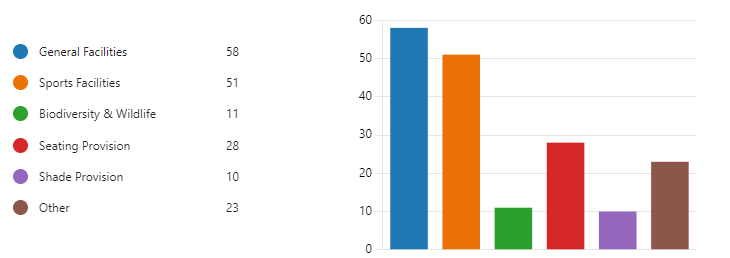 General Facilities 58
Sports Facilities 51
Biodiversity & Wildlife 11
Seating Provision 28
Shade Provision 10
Other 23
60
50
40
30
20
10
0